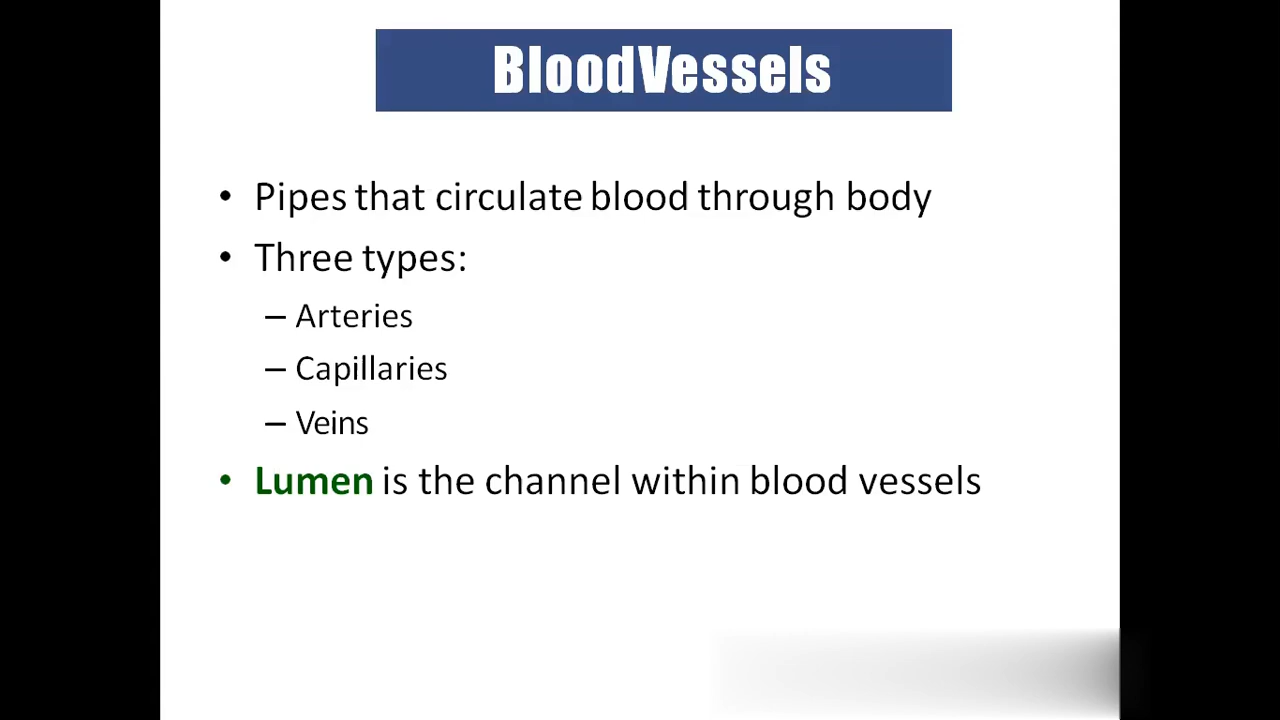 BloodVessels
• Pipes that circulate blood through body
• Three types:
– Arteries
– Capillaries
– Veins
• Lumen is the channel within blood vessels